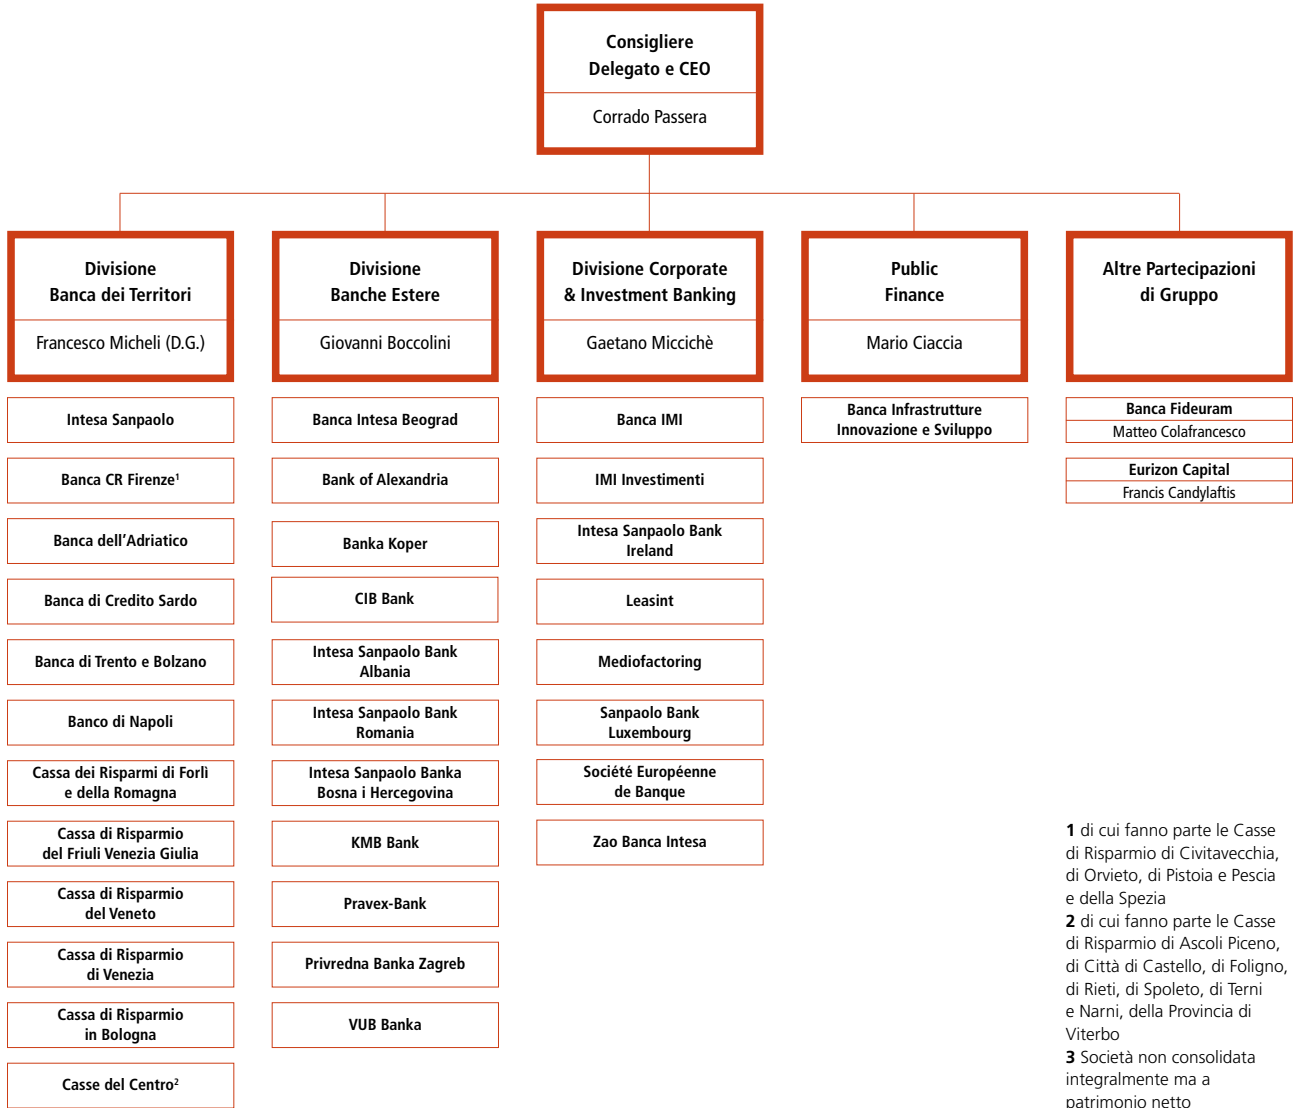 Consigliere
Delegato e CEO
Corrado Passera
Divisione
Banca dei Territori
Francesco Micheli (D.G.)
Intesa Sanpaolo
Banca CR Firenze¹
Banca dell’Adriatico
Banca di Credito Sardo
Banca di Trento e Bolzano
Banco di Napoli
Cassa dei Risparmi di Forlì
e della Romagna
Cassa di Risparmio
del Friuli Venezia Giulia
Cassa di Risparmio
del Veneto
Cassa di Risparmio
di Venezia
Cassa di Risparmio
in Bologna
Casse del Centro²
Divisione
Banche Estere
Giovanni Boccolini
Banca Intesa Beograd
Bank of Alexandria
Banka Koper
CIB Bank
Intesa Sanpaolo Bank
Albania
Intesa Sanpaolo Bank
Romania
Intesa Sanpaolo Banka
Bosna i Hercegovina
KMB Bank
Pravex-Bank
Privredna Banka Zagreb
VUB Banka
Divisione Corporate
& Investment Banking
Gaetano Miccichè
Banca IMI
IMI Investimenti
Intesa Sanpaolo Bank
Ireland
Leasint
Mediofactoring
Sanpaolo Bank
Luxembourg
Société Européenne
de Banque
Zao Banca Intesa
Public
Finance
Mario Ciaccia
Banca Infrastrutture
Innovazione e Sviluppo
Altre Partecipazioni
di Gruppo
Banca Fideuram
Matteo Colafrancesco
Eurizon Capital
Francis Candylaftis
1 di cui fanno parte le Casse
di Risparmio di Civitavecchia,
di Orvieto, di Pistoia e Pescia
e della Spezia
2 di cui fanno parte le Casse
di Risparmio di Ascoli Piceno,
di Città di Castello, di Foligno,
di Rieti, di Spoleto, di Terni
e Narni, della Provincia di
Viterbo
3 Società non consolidata
integralmente ma a
patrimonio netto